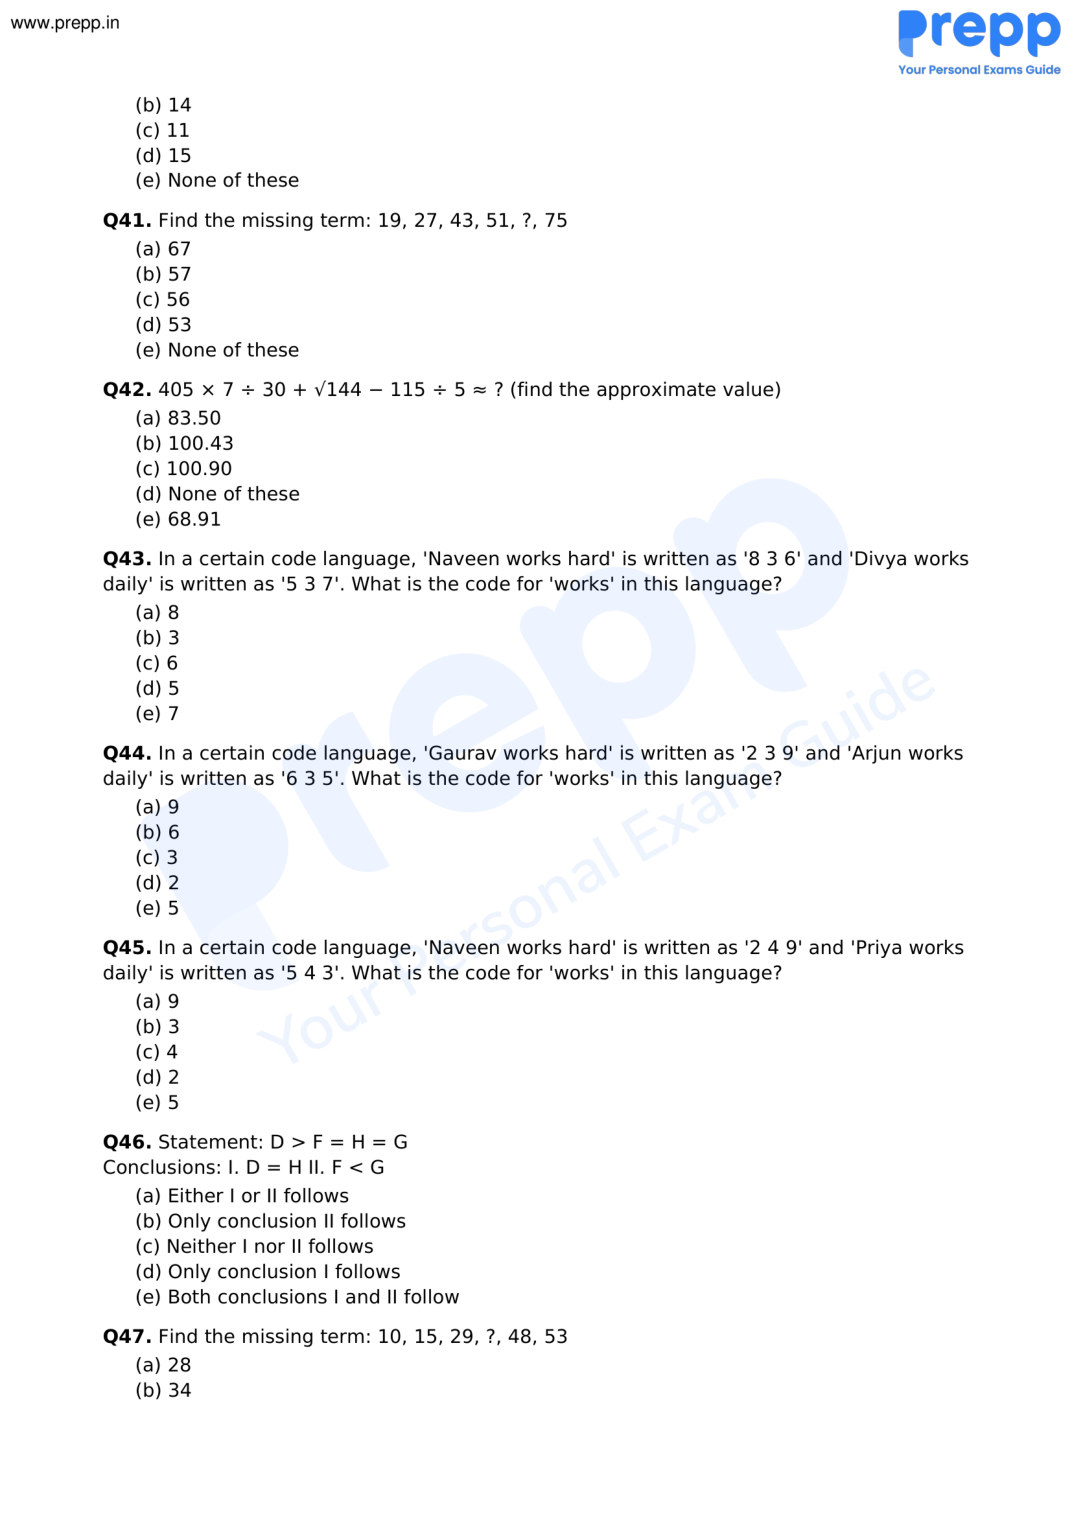 www.prepp.in
prepp
Your Personal Exams Guide
(b) 14
(c) 11
(d) 15
(e) None of these
Q41. Find the missing term: 19, 27, 43, 51, ?, 75
(a) 67
(b) 57
(c) 56
(d) 53
(e) None of these
Q42. 405 × 7 ÷ 30 + √144 − 115 ÷ 5 ≈ ? (find the approximate value)
(a) 83.50
(b) 100.43
(c) 100.90
(d) None of these
(e) 68.91
Q43. In a certain code language, 'Naveen works hard' is written as '8 3 6' and 'Divya works
daily' is written as '5 3 7'. What is the code for 'works' in this language?
(a) 8
(b) 3
(c) 6
(d) 5
(e) 7
Q44. In a certain code language, 'Gaurav works hard' is written as '2 3 9' and 'Arjun works
daily' is written as '6 3 5'. What is the code for 'works' in this language?
(a) 9
(b) 6
(c) 3
(d) 2
(e) 5
Q45. In a certain code language, 'Naveen works hard' is written as '2 4 9' and 'Priya works
daily' is written as '5 4 3'. What is the code for 'works' in this language?
(a) 9
(b) 3
(c) 4
(d) 2
(e) 5
Q46. Statement: D > F = H = G
Conclusions: I. D = H II. F < G
(a) Either I or II follows
(b) Only conclusion II follows
(c) Neither I nor II follows
(d) Only conclusion I follows
(e) Both conclusions I and II follow
Q47. Find the missing term: 10, 15, 29, ?, 48, 53
(a) 28
(b) 34
prepp
Your Personal Exams Guide